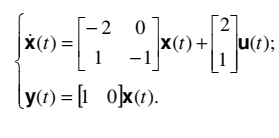 ẋ(t) = [−2 0; 1 −1] x(t) + [2; 1] u(t);
y(t) = [1 0] x(t).